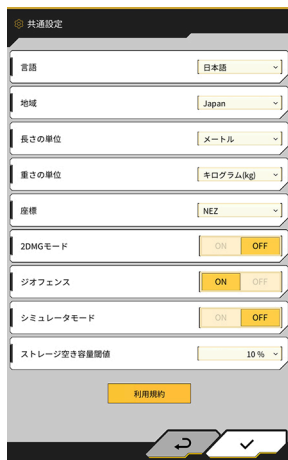 共通設定
言語 日本語
地域 Japan
長さの単位 メートル
重さの単位 キログラム(kg)
座標 NEZ
2DMGモード ON OFF
ジオフェンス ON OFF
シミュレータモード ON OFF
ストレージ空き容量閾値 10 %
利用規約